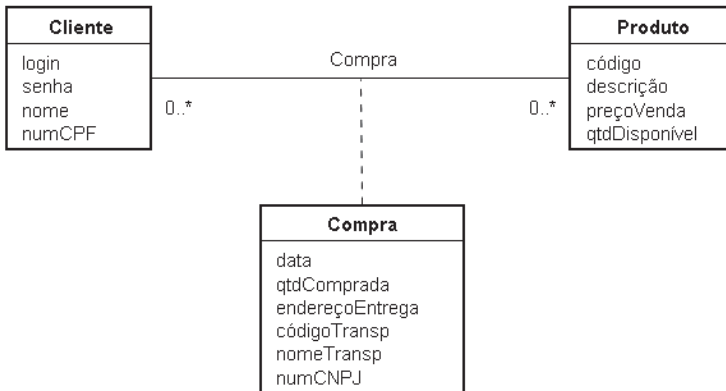 Cliente
login
senha
nome
numCPF
Compra
0..*
0..*
Produto
código
descrição
preçoVenda
qtdDisponível
Compra
data
qtdComprada
endereçoEntrega
códigoTransp
nomeTransp
numCNPJ